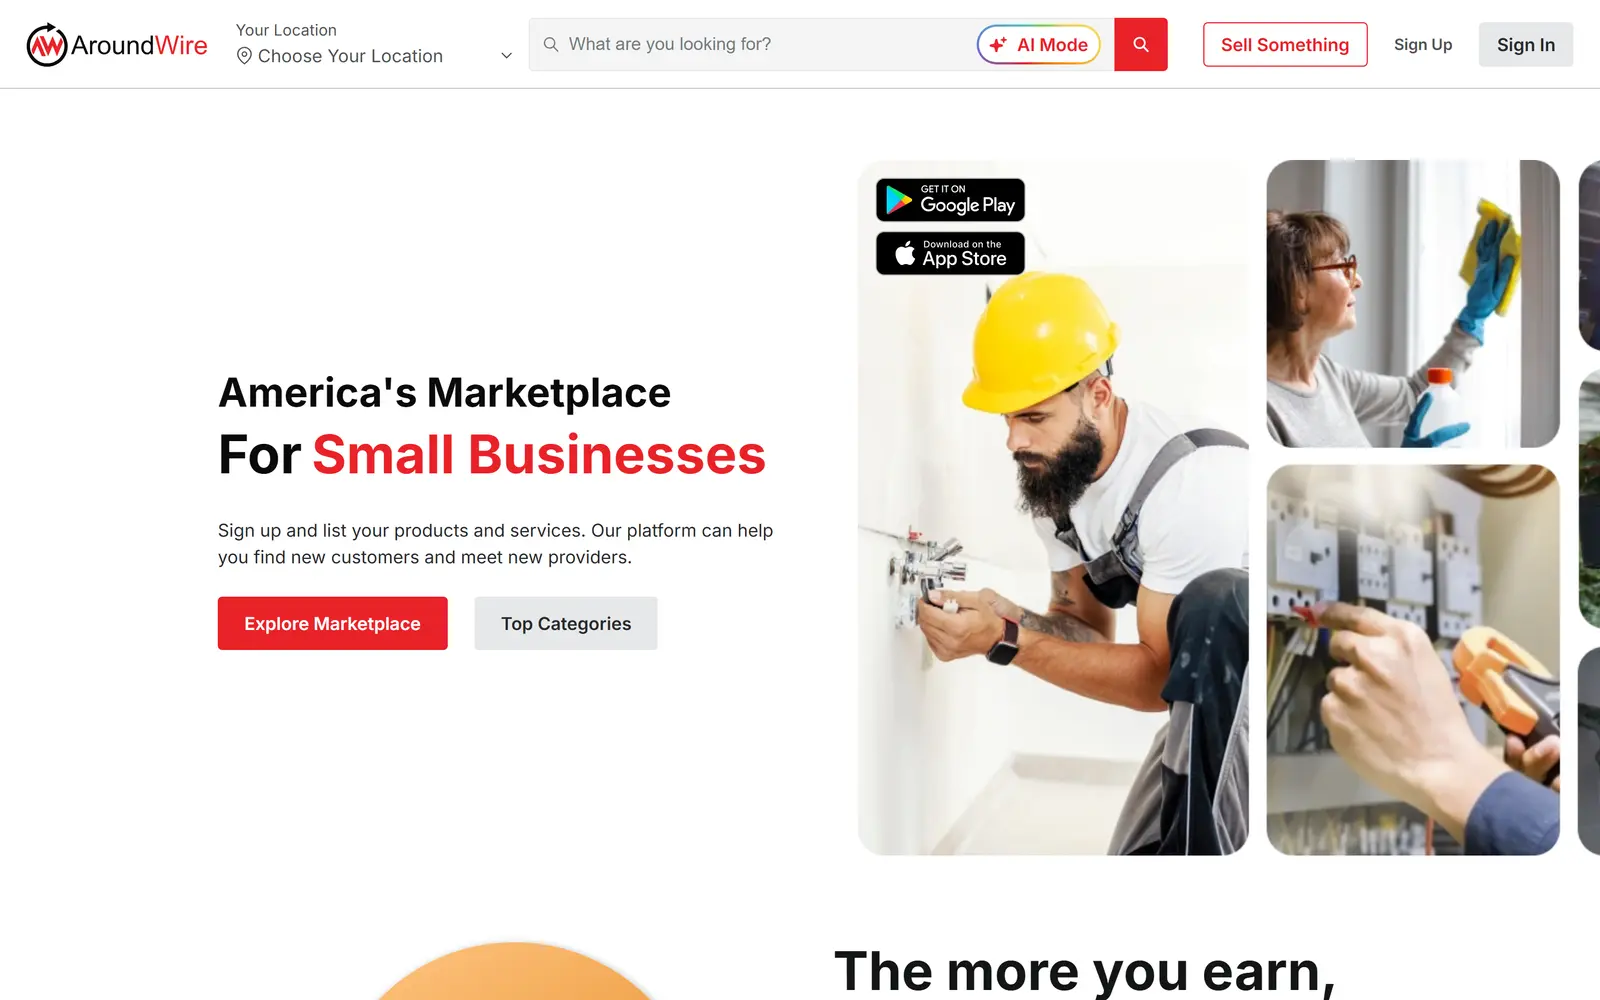 AroundWire
Your Location
Choose Your Location
What are you looking for?
AI Mode
Sell Something
Sign Up
Sign In
GET IT ON
Google Play
Download on the
App Store
America's Marketplace
For Small Businesses
Sign up and list your products and services. Our platform can help
you find new customers and meet new providers.
Explore Marketplace
Top Categories
The more you earn,